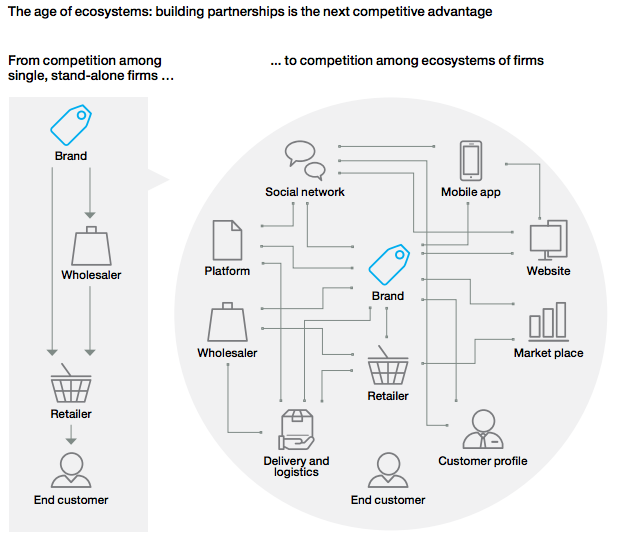 The age of ecosystems: building partnerships is the next competitive advantage
From competition among
single, stand-alone firms ...
... to competition among ecosystems of firms
Brand
Wholesaler
Retailer
End customer
Social network
Mobile app
Platform
Brand
Website
Wholesaler
Market place
Retailer
Delivery and
logistics
Customer profile
End customer